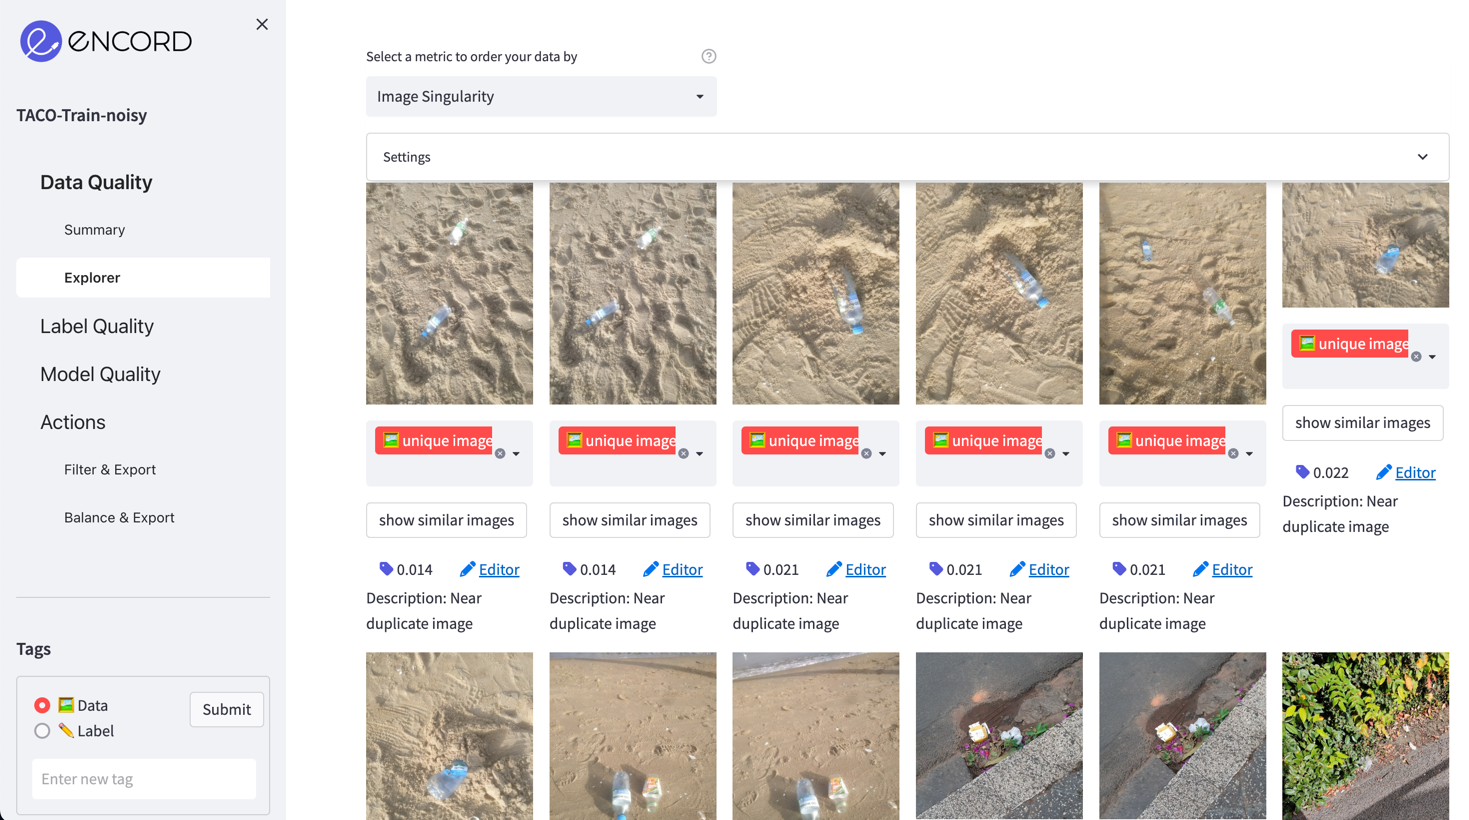 ENCORD
TACO-Train-noisy
Data Quality
Summary
Explorer
Label Quality
Model Quality
Actions
Filter & Export
Balance & Export
Tags
Data
Label
Submit
Enter new tag
Select a metric to order your data by
Image Singularity
Settings
unique image
unique image
unique image
unique image
unique image
unique image
show similar images
show similar images
show similar images
show similar images
show similar images
show similar images
0.014 Editor
0.014 Editor
0.021 Editor
0.021 Editor
0.021 Editor
0.022 Editor
Description: Near
duplicate image
Description: Near
duplicate image
Description: Near
duplicate image
Description: Near
duplicate image
Description: Near
duplicate image
Description: Near
duplicate image